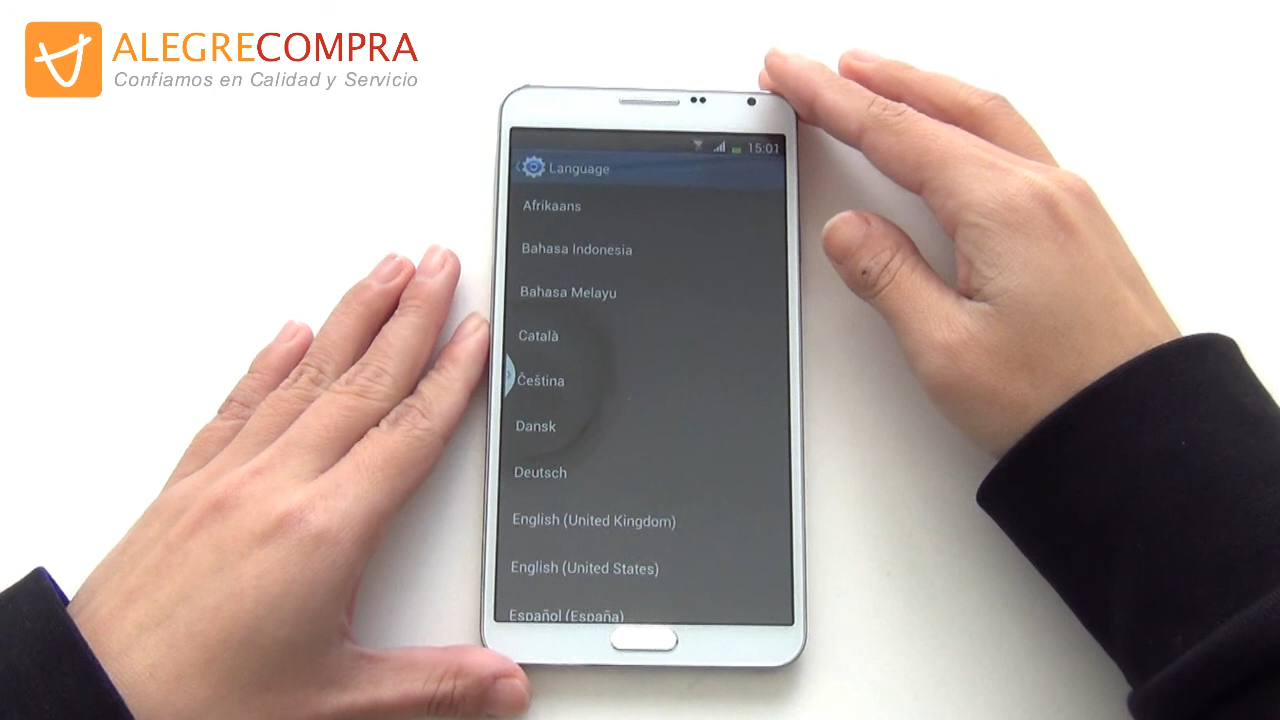 ALEGRECOMPRA
Confiamos en Calidad y Servicio
15:01
Language
Afrikaans
Bahasa Indonesia
Bahasa Melayu
Català
Čeština
Dansk
Deutsch
English (United Kingdom)
English (United States)
Español (España)